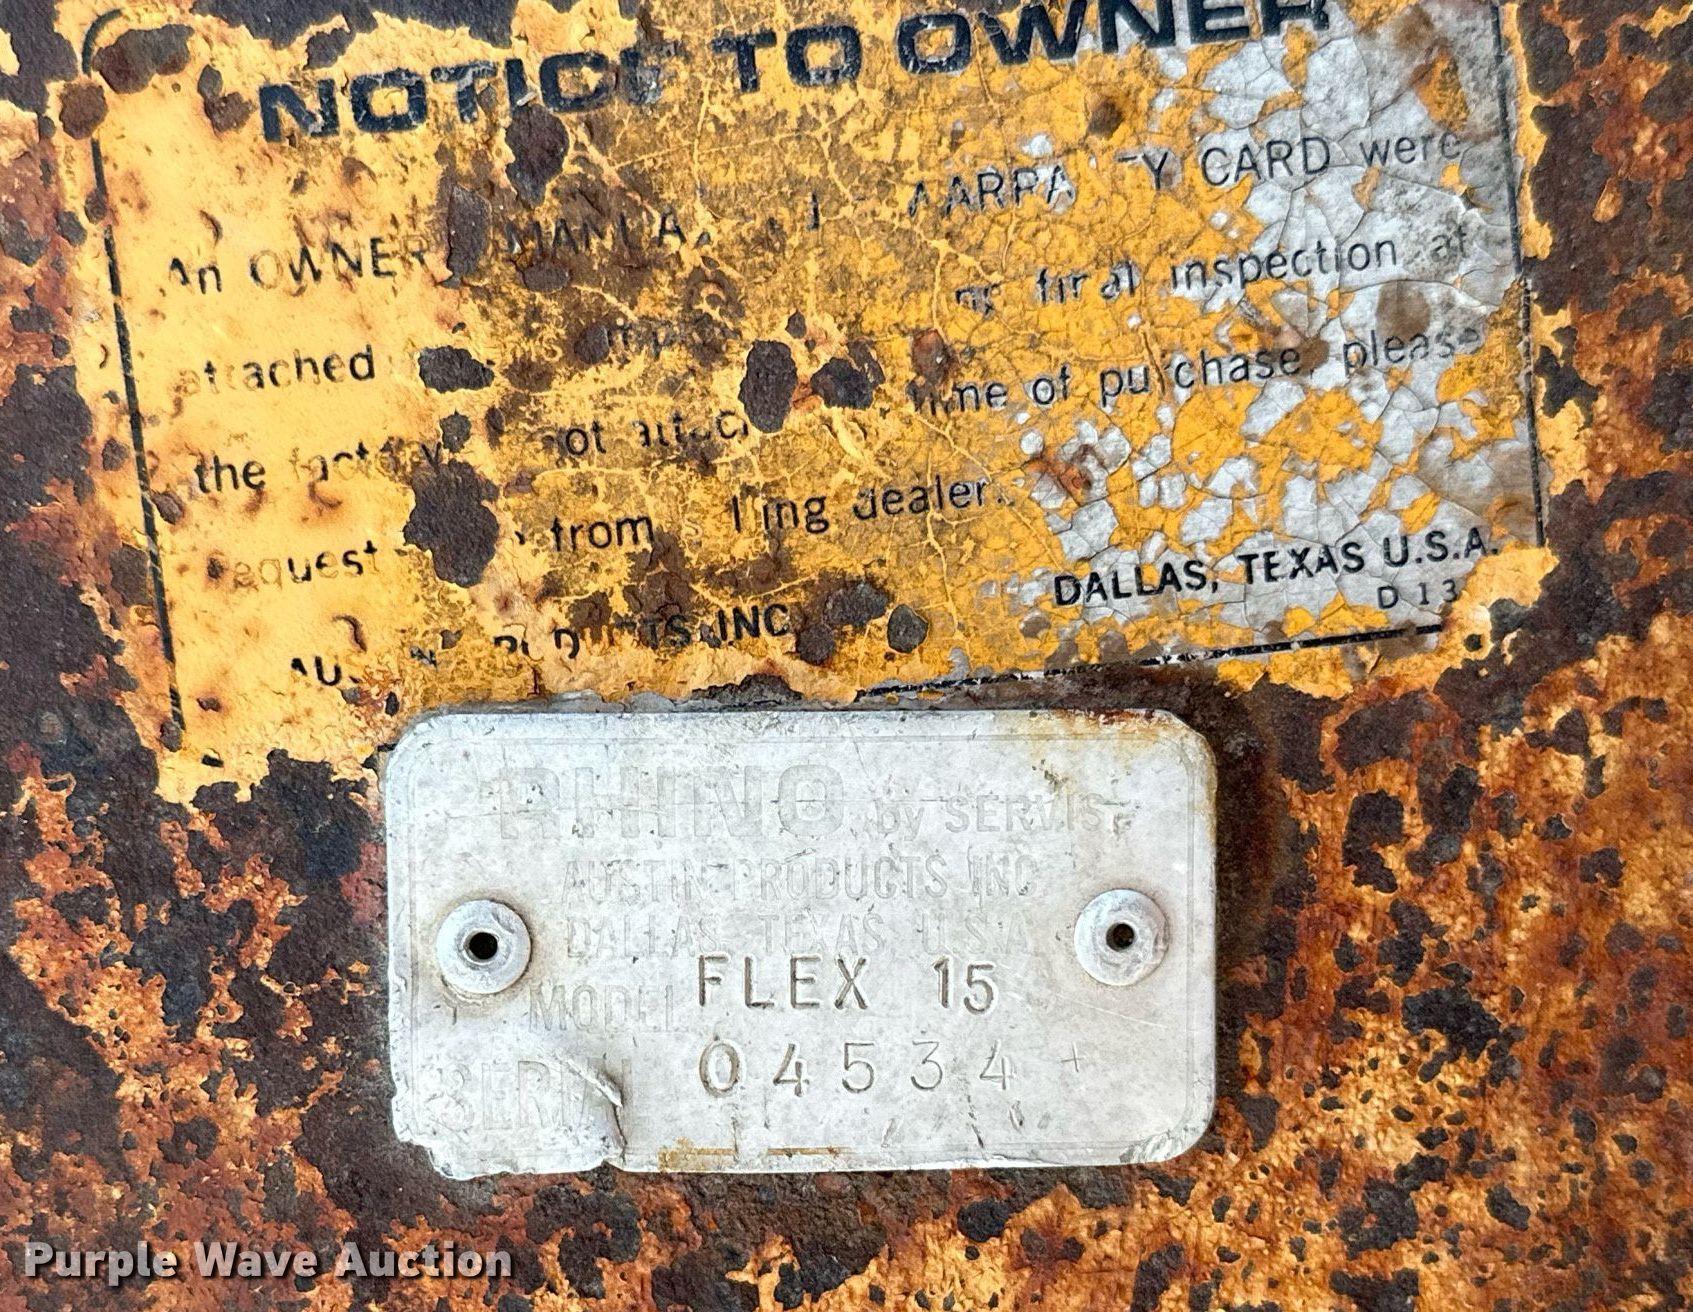 NOTICE TO OWNER
An OWNER MANUAL CARD were
attached final inspection at
the factory not time of purchase, please
request from dealer.
PRODUCTS, INC. DALLAS, TEXAS U.S.A.
D 13
RHINO by SERVIS
AUSTIN PRODUCTS INC
DALLAS, TEXAS U.S.A
MODEL FLEX 15
SERIAL 04534
Purple Wave Auction